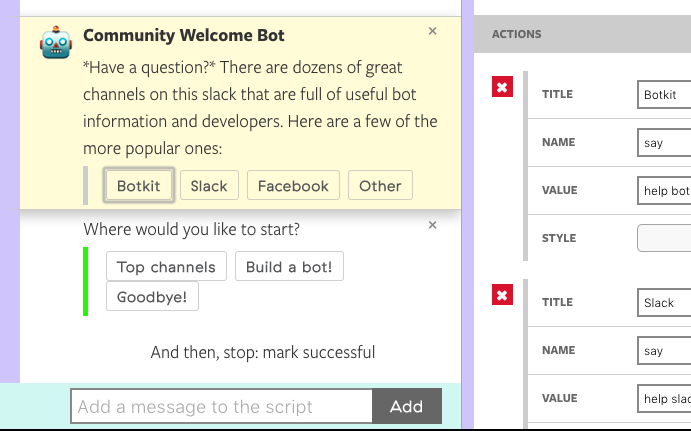 Community Welcome Bot
*Have a question?* There are dozens of great
channels on this slack that are full of useful bot
information and developers. Here are a few of the
more popular ones:
Botkit Slack Facebook Other
Where would you like to start?
Top channels Build a bot!
Goodbye!
And then, stop: mark successful
Add a message to the script Add
ACTIONS
TITLE Botkit
NAME say
VALUE help bot
STYLE
TITLE Slack
NAME say
VALUE help slac